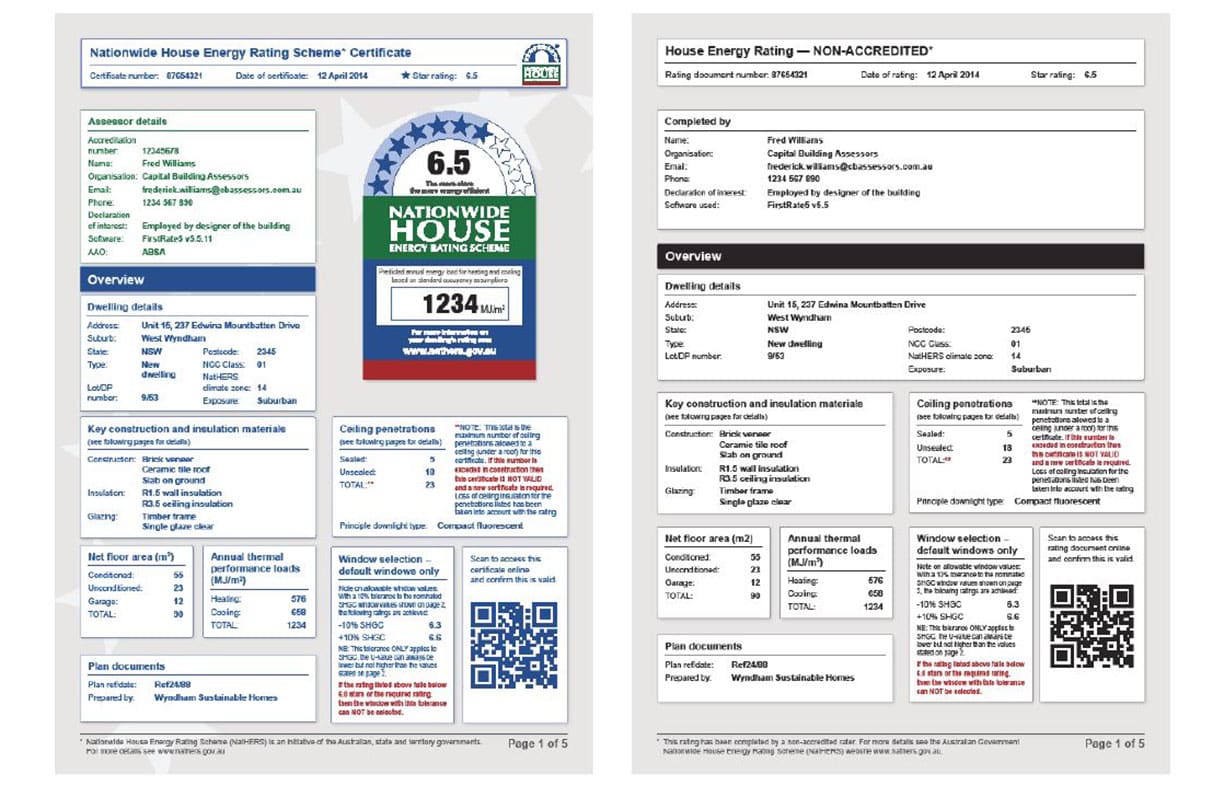 Nationwide House Energy Rating Scheme* Certificate
Certificate number: 87654321 Date of certificate: 12 April 2014 ★ Star rating: 6.5
HOUSE
Assessor details
Accreditation
number: 12345678
Name: Fred Williams
Organisation: Capital Building Assessors
Email: frederick.williams@cbassessors.com.au
Phone: 1234 567 890
Declaration
of interest: Employed by designer of the building
Software: FirstRate5 v5.5.11
AAO: ABSA
6.5
The more stars
the more energy efficient
NATIONWIDE
HOUSE
ENERGY RATING SCHEME
Predicted annual energy load for heating and cooling
based on standard occupancy assumptions
1234 MJ/m²
For more information on
your dwelling's rating see:
www.nathers.gov.au
Overview
Dwelling details
Address: Unit 15, 237 Edwina Mountbatten Drive
Suburb: West Wyndham
State: NSW Postcode: 2345
Type: New dwelling NCC Class: 01
Lot/DP number: 9/53 NatHERS climate zone: 14
Exposure: Suburban
Key construction and insulation materials
(see following pages for details)
Construction: Brick veneer
Ceramic tile roof
Slab on ground
Insulation: R1.5 wall insulation
R3.5 ceiling insulation
Glazing: Timber frame
Single glaze clear
Ceiling penetrations
(see following pages for details)
Sealed: 5
Unsealed: 18
TOTAL:** 23
**NOTE: This total is the
maximum number of ceiling
penetrations allowed to a
ceiling (under a roof) for this
certificate. If this number is
exceeded in construction then
this certificate IS NOT VALID
and a new certificate is required.
Loss of ceiling insulation for the
penetrations listed has been
taken into account with the rating
Principle downlight type: Compact fluorescent
Net floor area (m²)
Conditioned: 55
Unconditioned: 23
Garage: 12
TOTAL: 90
Annual thermal
performance loads
(MJ/m²)
Heating: 576
Cooling: 658
TOTAL: 1234
Window selection –
default windows only
Note on allowable window values:
With a 10% tolerance to the nominated
SHGC window values shown on page 2,
the following ratings are achieved:
-10% SHGC 6.3
+10% SHGC 6.6
NB: This tolerance ONLY applies to
SHGC, the U-value can always be
lower but not higher than the values
stated on page 2.
If the rating listed above falls below
6.0 stars or the required rating,
then the window with this tolerance
can NOT be selected.
Scan to access this
certificate online
and confirm this is valid.
Plan documents
Plan ref/date: Ref24/88
Prepared by: Wyndham Sustainable Homes
* Nationwide House Energy Rating Scheme (NatHERS) is an initiative of the Australian, state and territory governments.
For more details see www.nathers.gov.au
Page 1 of 5
House Energy Rating — NON-ACCREDITED*
Rating document number: 87654321 Date of rating: 12 April 2014 Star rating: 6.5
Completed by
Name: Fred Williams
Organisation: Capital Building Assessors
Email: frederick.williams@cbassessors.com.au
Phone: 1234 567 890
Declaration of interest: Employed by designer of the building
Software used: FirstRate5 v5.5
Overview
Dwelling details
Address: Unit 15, 237 Edwina Mountbatten Drive
Suburb: West Wyndham
State: NSW Postcode: 2345
Type: New dwelling NCC Class: 01
Lot/DP number: 9/53 NatHERS climate zone: 14
Exposure: Suburban
Key construction and insulation materials
(see following pages for details)
Construction: Brick veneer
Ceramic tile roof
Slab on ground
Insulation: R1.5 wall insulation
R3.5 ceiling insulation
Glazing: Timber frame
Single glaze clear
Ceiling penetrations
(see following pages for details)
Sealed: 5
Unsealed: 18
TOTAL:** 23
**NOTE: This total is the
maximum number of ceiling
penetrations allowed to a
ceiling (under a roof) for this
certificate. If this number is
exceeded in construction then
this certificate IS NOT VALID
and a new certificate is required.
Loss of ceiling insulation for the
penetrations listed has been
taken into account with the rating
Principle downlight type: Compact fluorescent
Net floor area (m2)
Conditioned: 55
Unconditioned: 23
Garage: 12
TOTAL: 90
Annual thermal
performance loads
(MJ/m²)
Heating: 576
Cooling: 658
TOTAL: 1234
Window selection –
default windows only
Note on allowable window values:
With a 10% tolerance to the nominated
SHGC window values shown on page
2, the following ratings are achieved:
-10% SHGC 6.3
+10% SHGC 6.6
NB: This tolerance ONLY applies to
SHGC, the U-value can always be
lower but not higher than the values
stated on page 2.
If the rating listed above falls below
6.0 stars or the required rating,
then the window with this tolerance
can NOT be selected.
Scan to access this
rating document online
and confirm this is valid.
Plan documents
Plan ref/date: Ref24/88
Prepared by: Wyndham Sustainable Homes
* This rating has been completed by a non-accredited rater. For more details see the Australian Government
Nationwide House Energy Rating Scheme (NatHERS) website www.nathers.gov.au.
Page 1 of 5